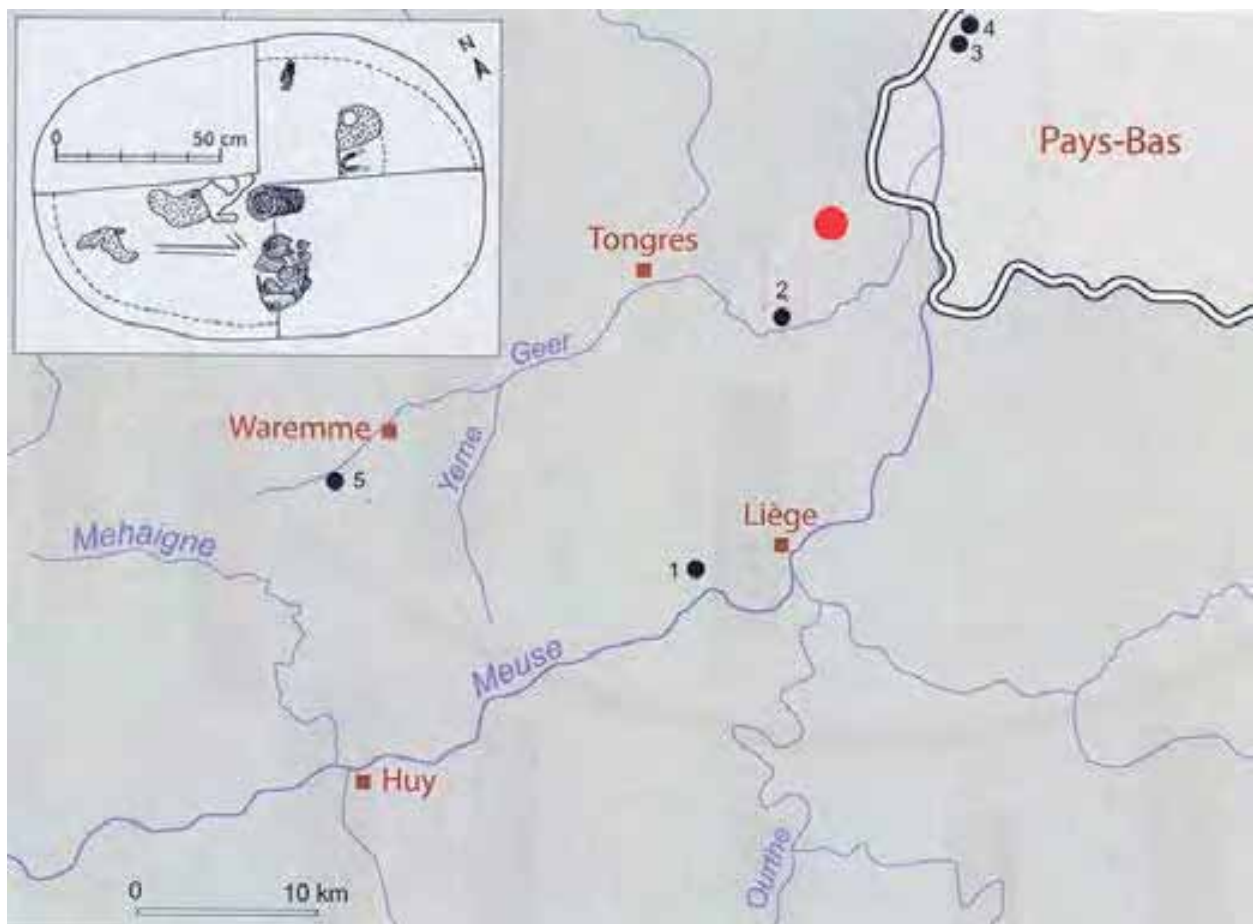 N
0 50 cm
4
3
Pays-Bas
Tongres
2
Geer
Waremme
Yerne
5
Mehaigne
Liège
1
Meuse
Huy
Ourthe
0 10 km